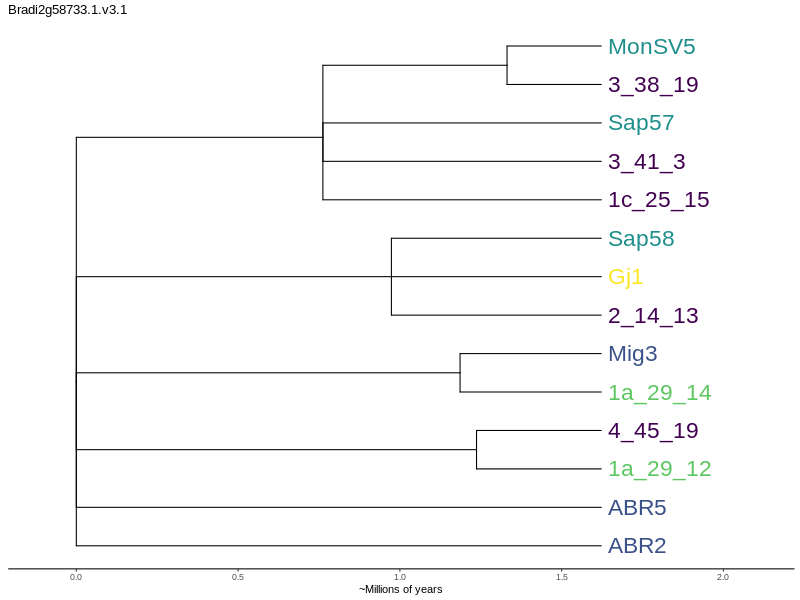 Bradi2g58733.1.v3.1
MonSV5
3_38_19
Sap57
3_41_3
1c_25_15
Sap58
Gj1
2_14_13
Mig3
1a_29_14
4_45_19
1a_29_12
ABR5
ABR2
0.0 0.5 1.0 1.5 2.0
~Millions of years